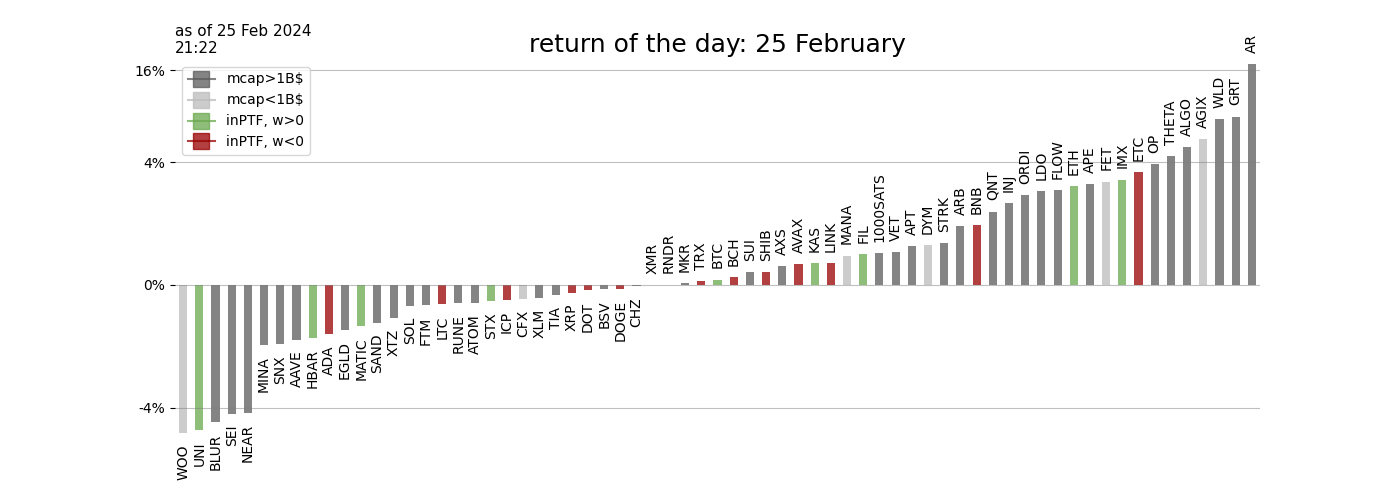 as of 25 Feb 2024
21:22
return of the day: 25 February
mcap>1B$
mcap<1B$
inPTF, w>0
inPTF, w<0
16%
4%
0%
-4%
WOO
UNI
BLUR
SEI
NEAR
MINA
SNX
AAVE
HBAR
ADA
EGLD
MATIC
SAND
XTZ
SOL
FTM
LTC
RUNE
ATOM
STX
ICP
CFX
XLM
TIA
XRP
DOT
BSV
DOGE
CHZ
XMR
RNDR
MKR
TRX
BTC
BCH
SUI
SHIB
AXS
AVAX
KAS
LINK
MANA
FIL
1000SATS
VET
APT
DYM
STRK
ARB
BNB
QNT
INJ
ORDI
LDO
FLOW
ETH
APE
FET
IMX
ETC
OP
THETA
ALGO
AGIX
WLD
GRT
AR